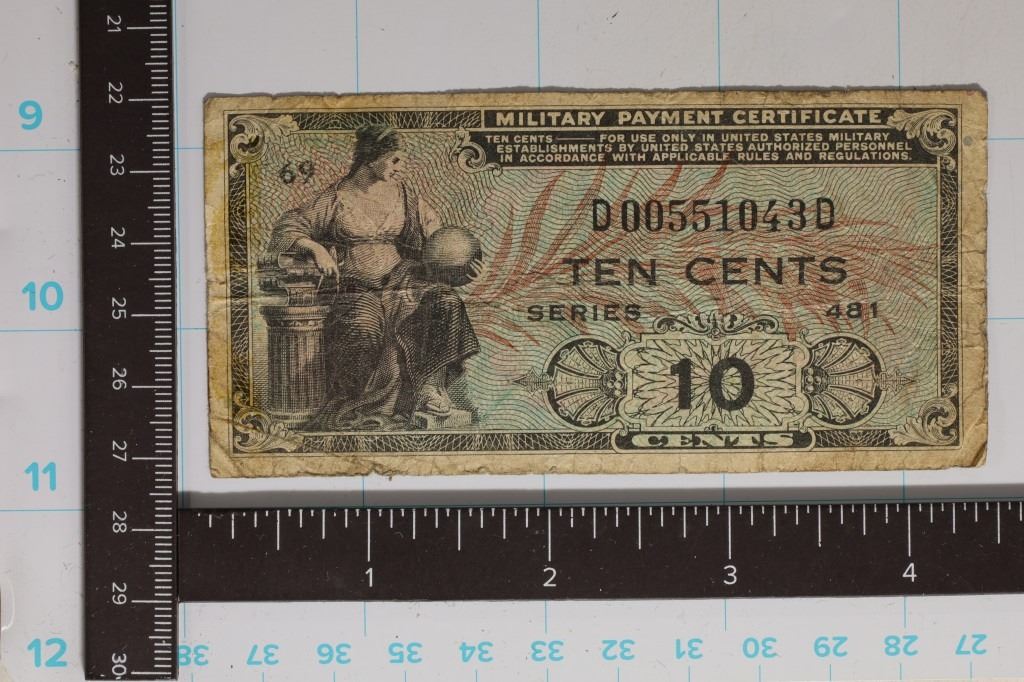 MILITARY PAYMENT CERTIFICATE
TEN CENTS — FOR USE ONLY IN UNITED STATES MILITARY
ESTABLISHMENTS BY UNITED STATES AUTHORIZED PERSONNEL
IN ACCORDANCE WITH APPLICABLE RULES AND REGULATIONS.
69
D00551043D
TEN CENTS
SERIES 481
10
CENTS
21
22
23
24
25
26
27
28
29
30
9
10
11
12
1 2 3 4
38 37 36 35 34 33 32 31 30 29 28 27